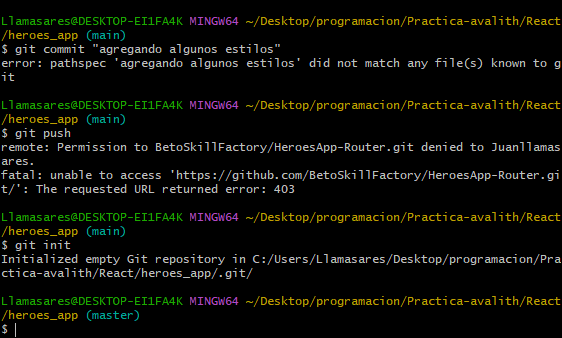 Llamasares@DESKTOP-EI1FA4K MINGW64 ~/Desktop/programacion/Practica-avalith/React
/heroes_app (main)
$ git commit "agregando algunos estilos"
error: pathspec 'agregando algunos estilos' did not match any file(s) known to g
it
Llamasares@DESKTOP-EI1FA4K MINGW64 ~/Desktop/programacion/Practica-avalith/React
/heroes_app (main)
$ git push
remote: Permission to BetoSkillFactory/HeroesApp-Router.git denied to Juanllamas
ares.
fatal: unable to access 'https://github.com/BetoSkillFactory/HeroesApp-Router.gi
t/': The requested URL returned error: 403
Llamasares@DESKTOP-EI1FA4K MINGW64 ~/Desktop/programacion/Practica-avalith/React
/heroes_app (main)
$ git init
Initialized empty Git repository in C:/Users/Llamasares/Desktop/programacion/Pra
ctica-avalith/React/heroes_app/.git/
Llamasares@DESKTOP-EI1FA4K MINGW64 ~/Desktop/programacion/Practica-avalith/React
/heroes_app (master)
$